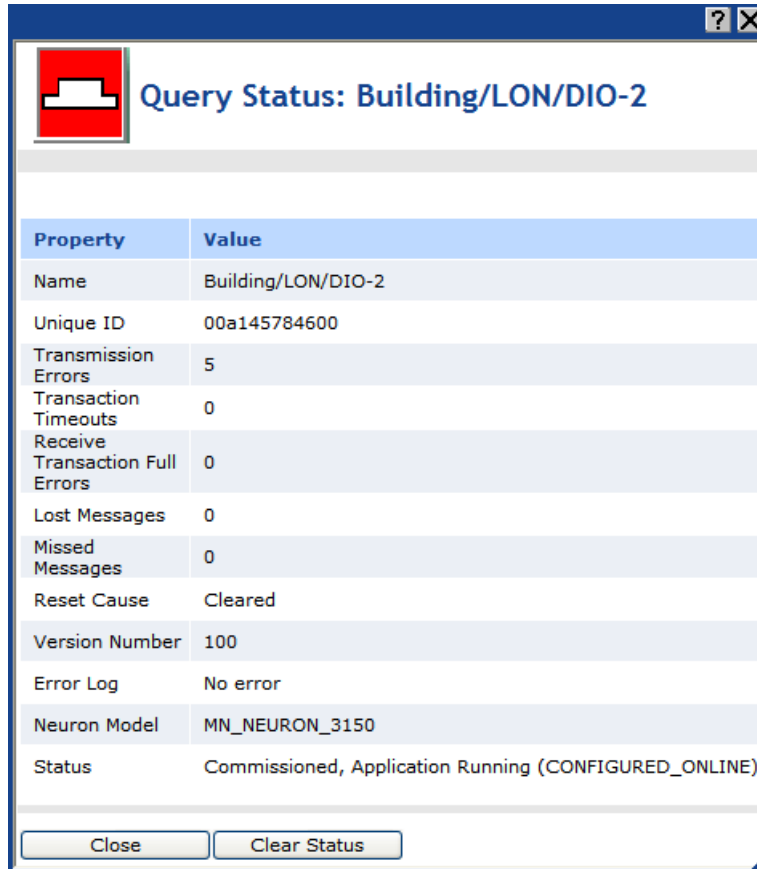 ?
Query Status: Building/LON/DIO-2
Property Value
Name Building/LON/DIO-2
Unique ID 00a145784600
Transmission
Errors 5
Transaction
Timeouts 0
Receive
Transaction Full 0
Errors
Lost Messages 0
Missed
Messages 0
Reset Cause Cleared
Version Number 100
Error Log No error
Neuron Model MN_NEURON_3150
Status Commissioned, Application Running (CONFIGURED_ONLINE)
Close Clear Status